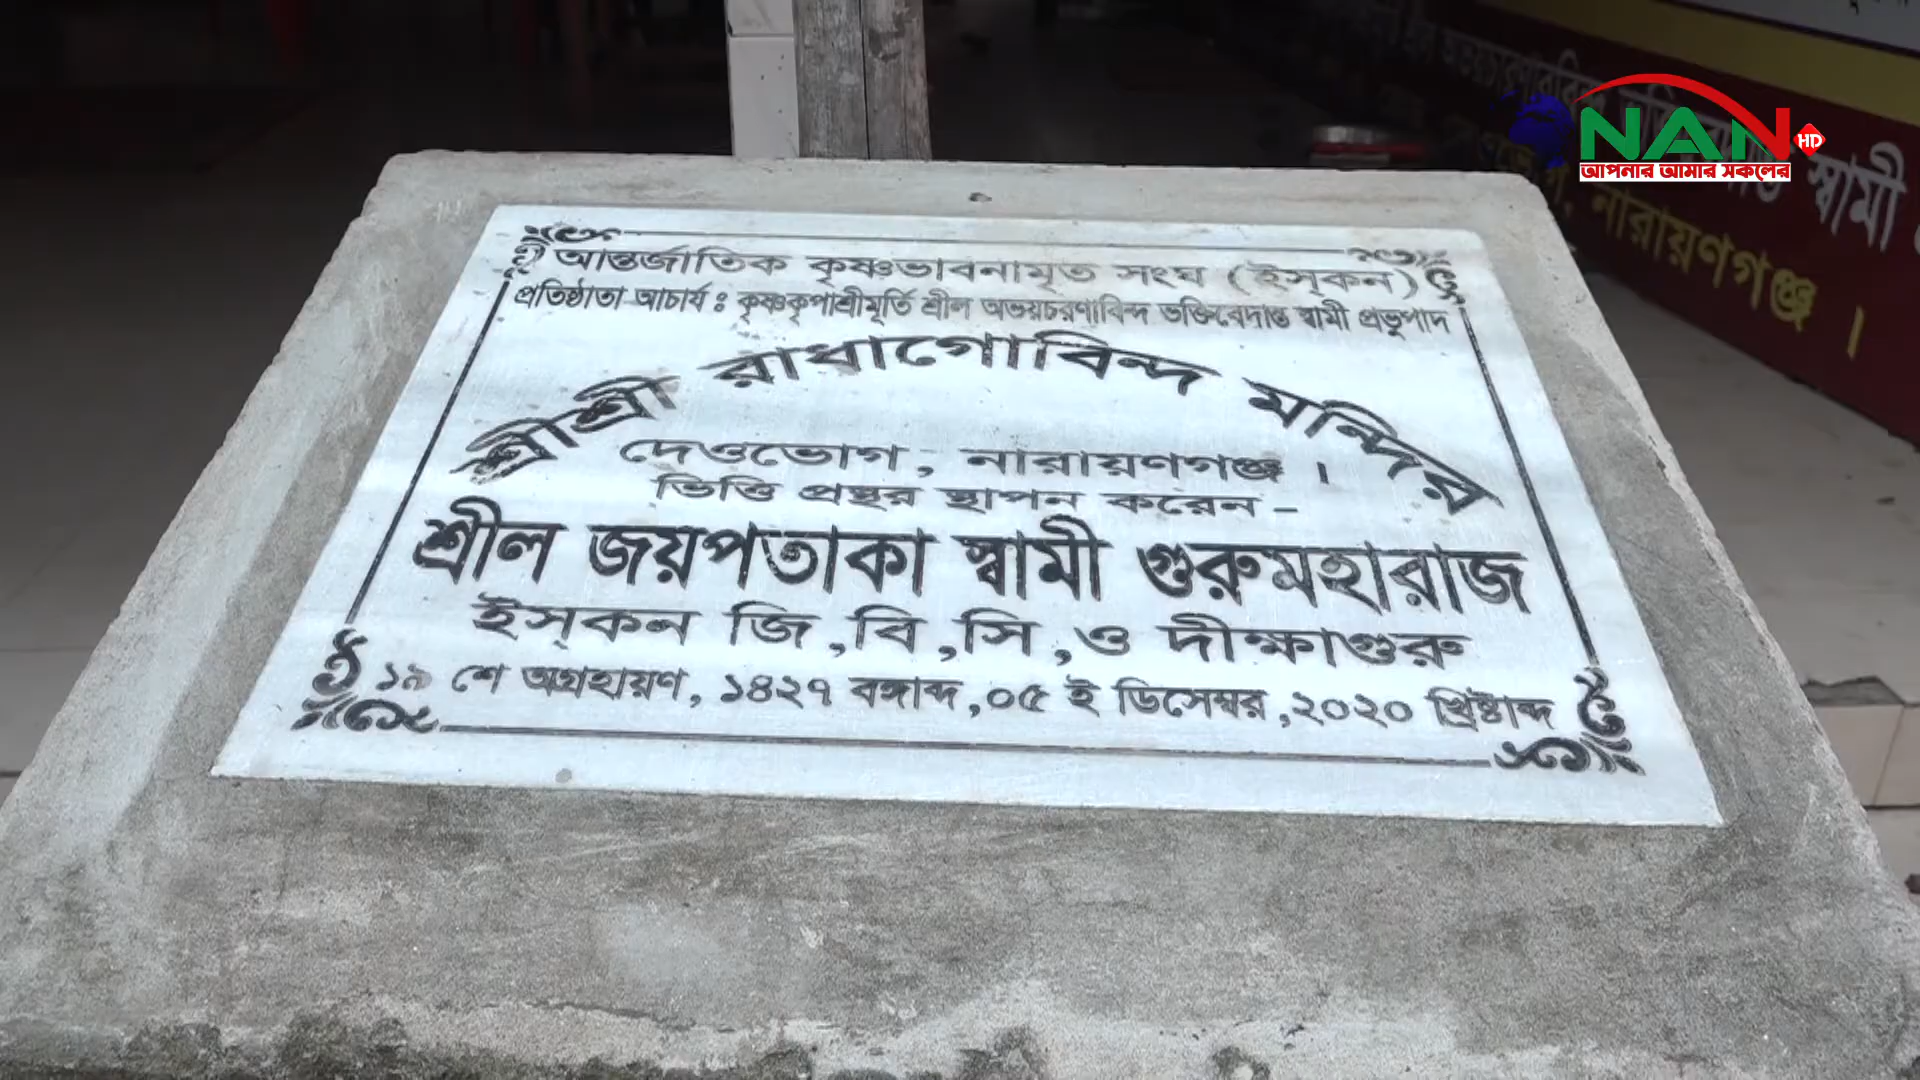 আন্তর্জাতিক কৃষ্ণভাবনামৃত সংঘ (ইস্‌কন)
প্রতিষ্ঠাতা আচার্য ঃ কৃষ্ণকৃপাশ্রীমূর্তি শ্রীল অভয়চরণাবিন্দ ভক্তিবেদান্ত স্বামী প্রভুপাদ
শ্রীশ্রী রাধাগোবিন্দ মন্দির
দেওভোগ, নারায়ণগঞ্জ ।
ভিত্তি প্রস্থর স্থাপন করেন -
শ্রীল জয়পতাকা স্বামী গুরুমহারাজ
ইস্‌কন জি ,বি ,সি ,ও দীক্ষাগুরু
১৯ শে অগ্রহায়ণ, ১৪২৭ বঙ্গাব্দ ,০৫ ই ডিসেম্বর ,২০২০ খ্রিষ্টাব্দ
NAN HD
আপনার আমার সকলের
স্বামী
নারায়ণগঞ্জ ।